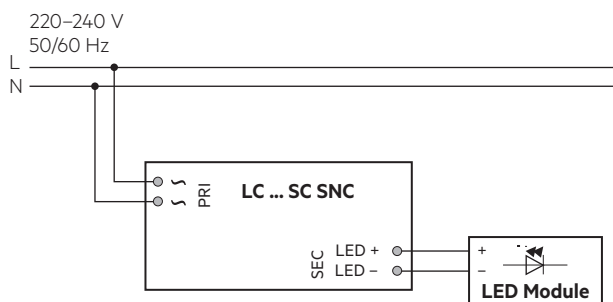 220–240 V
50/60 Hz
L
N
~ PRI
~
LC ... SC SNC
SEC
LED +
LED –
+
–
LED Module